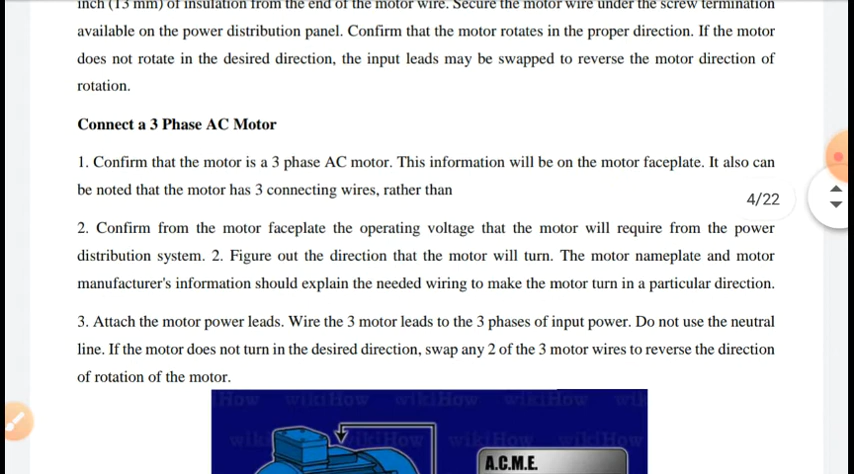 inch (13 mm) of insulation from the end of the motor wire. Secure the motor wire under the screw termination
available on the power distribution panel. Confirm that the motor rotates in the proper direction. If the motor
does not rotate in the desired direction, the input leads may be swapped to reverse the motor direction of
rotation.
Connect a 3 Phase AC Motor
1. Confirm that the motor is a 3 phase AC motor. This information will be on the motor faceplate. It also can
be noted that the motor has 3 connecting wires, rather than
4/22
2. Confirm from the motor faceplate the operating voltage that the motor will require from the power
distribution system. 2. Figure out the direction that the motor will turn. The motor nameplate and motor
manufacturer's information should explain the needed wiring to make the motor turn in a particular direction.
3. Attach the motor power leads. Wire the 3 motor leads to the 3 phases of input power. Do not use the neutral
line. If the motor does not turn in the desired direction, swap any 2 of the 3 motor wires to reverse the direction
of rotation of the motor.
How wikiHow wikiHow wikiHow wi
wiki wikiHow wikiHow wikiHow
A.C.M.E.